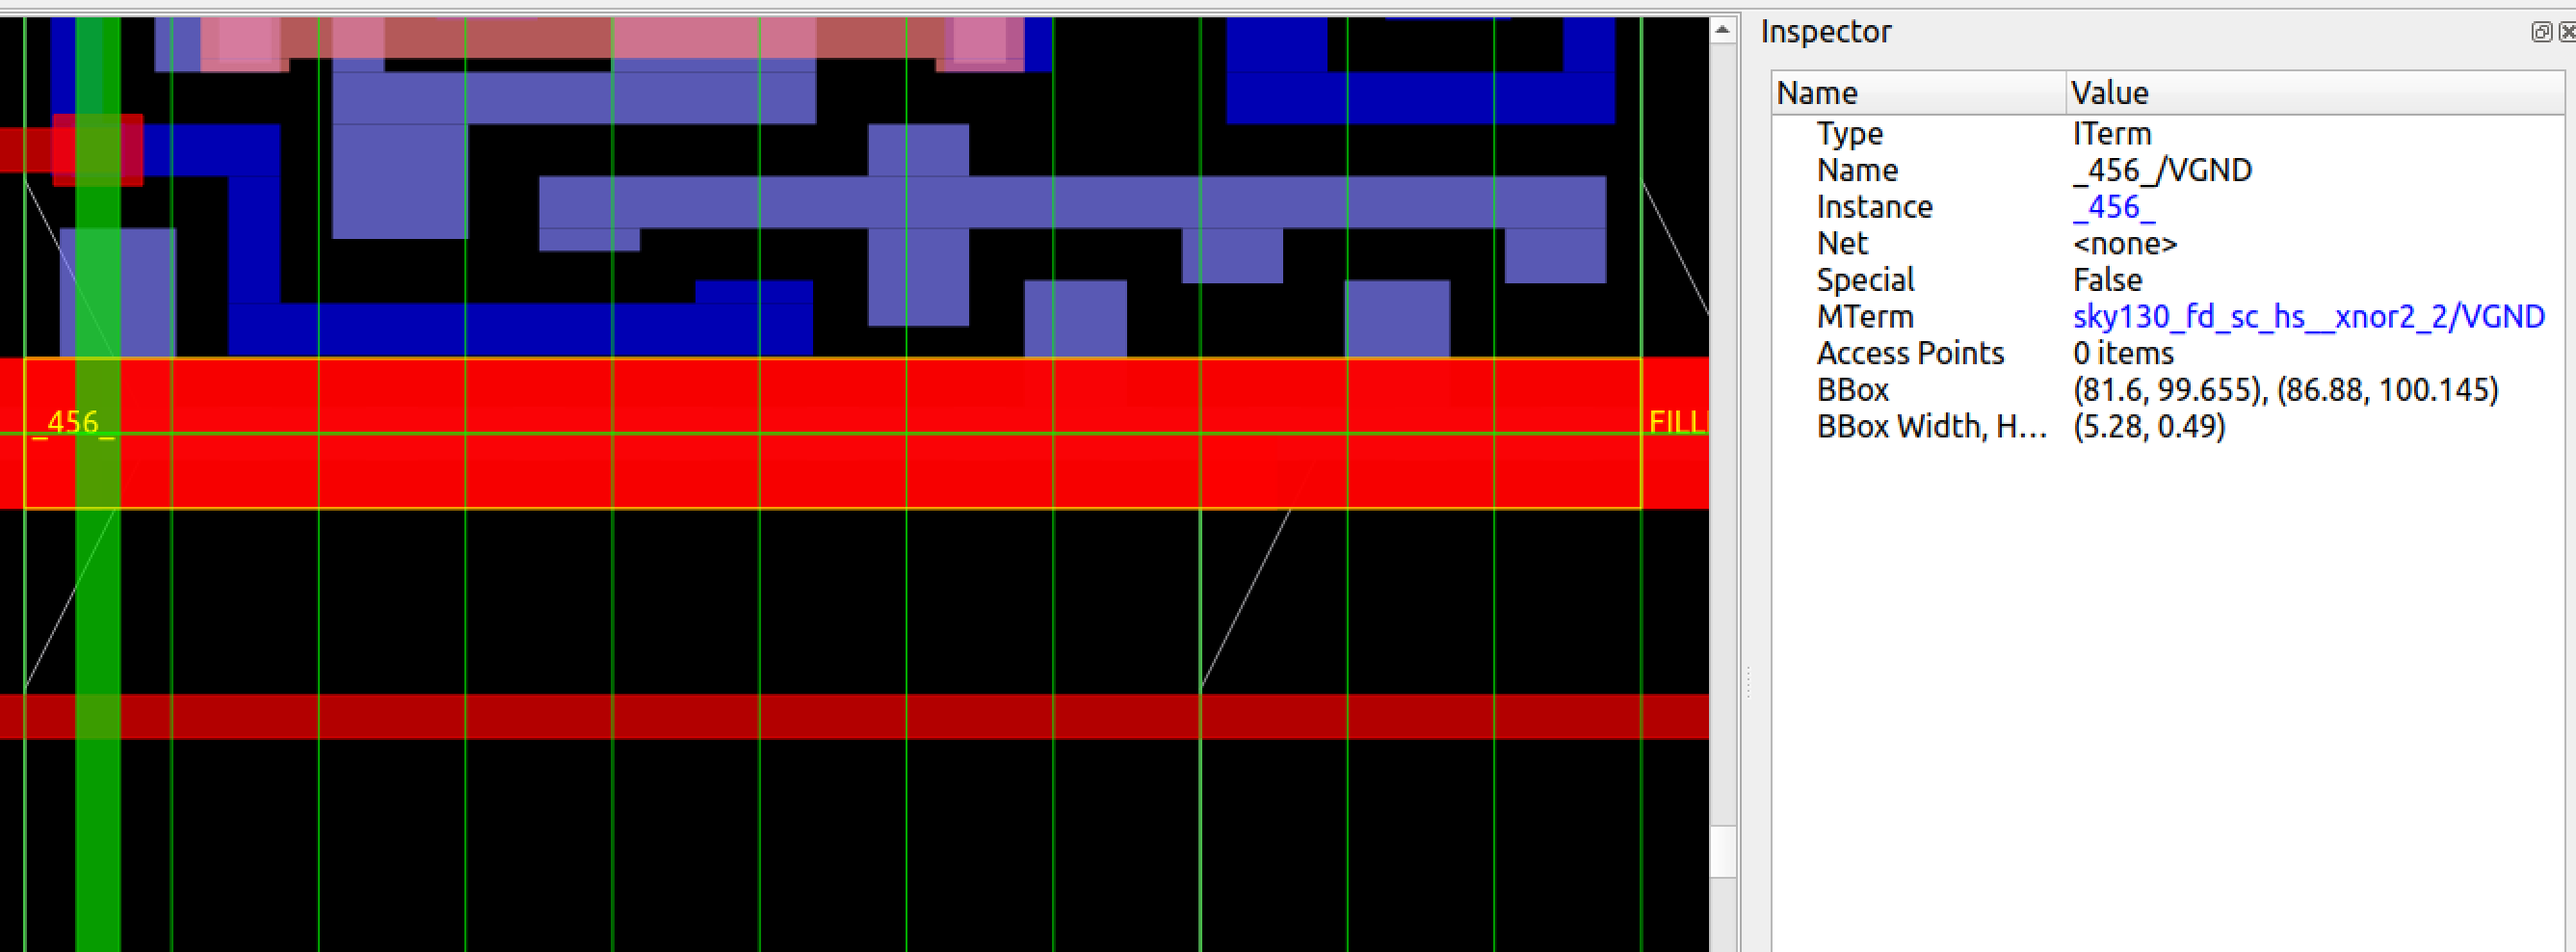 Inspector
Name Value
Type ITerm
Name _456_/VGND
Instance _456_
Net <none>
Special False
MTerm sky130_fd_sc_hs__xnor2_2/VGND
Access Points 0 items
BBox (81.6, 99.655), (86.88, 100.145)
BBox Width, H... (5.28, 0.49)
_456_
FILL